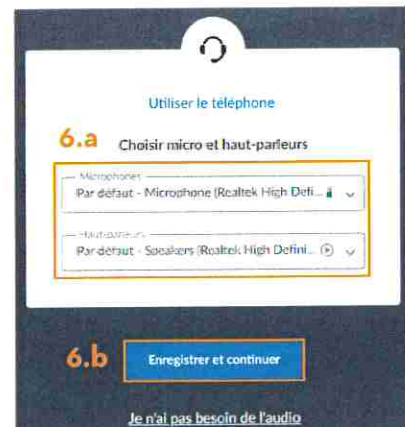 Utiliser le téléphone
6.a Choisir micro et haut-parleurs
Microphones
Par défaut - Microphone (Realtek High Defi...
Haut-parleurs
Par défaut - Speakers (Realtek High Defini...
6.b Enregistrer et continuer
Je n'ai pas besoin de l'audio